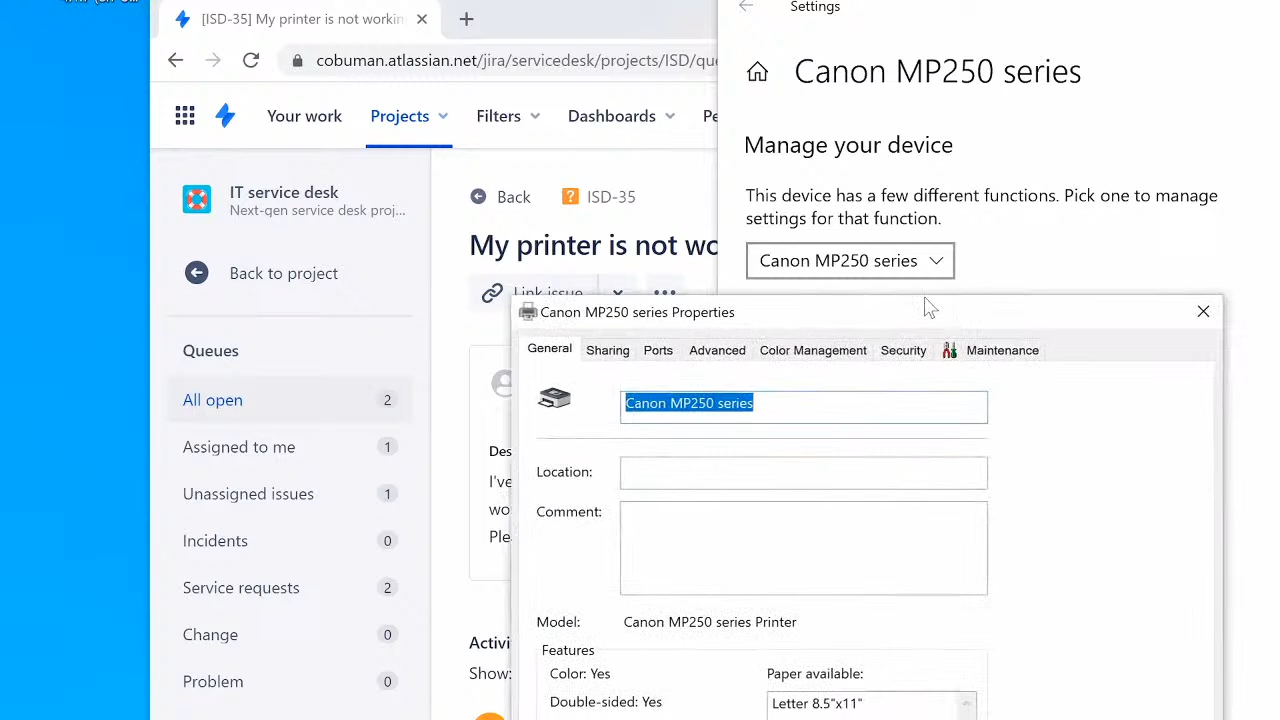 [ISD-35] My printer is not workin
cobuman.atlassian.net/jira/servicedesk/projects/ISD/qu
Your work
Projects
Filters
Dashboards
Pe
IT service desk
Next-gen service desk proj...
Back to project
Queues
All open 2
Assigned to me 1
Unassigned issues 1
Incidents 0
Service requests 2
Change 0
Problem 0
Back
ISD-35
My printer is not wo
Link issue
Des
I've
wo
Ple
Activi
Show:
Settings
Canon MP250 series
Manage your device
This device has a few different functions. Pick one to manage
settings for that function.
Canon MP250 series
Canon MP250 series Properties
General
Sharing
Ports
Advanced
Color Management
Security
Maintenance
Canon MP250 series
Location:
Comment:
Model: Canon MP250 series Printer
Features
Color: Yes
Paper available:
Double-sided: Yes
Letter 8.5"x11"